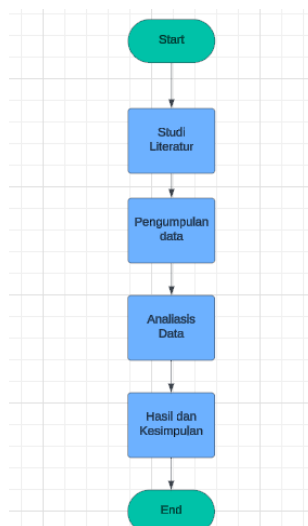 Start
Studi
Literatur
Pengumpulan
data
Analiasis
Data
Hasil dan
Kesimpulan
End